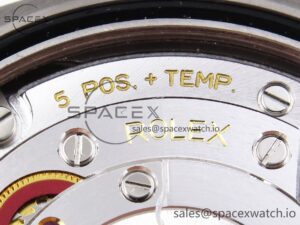 SPACEX
5 POS. + TEMP.
SPACEX
sales@spacexwatch.io
ROLEX
sales@spacexwatch.io